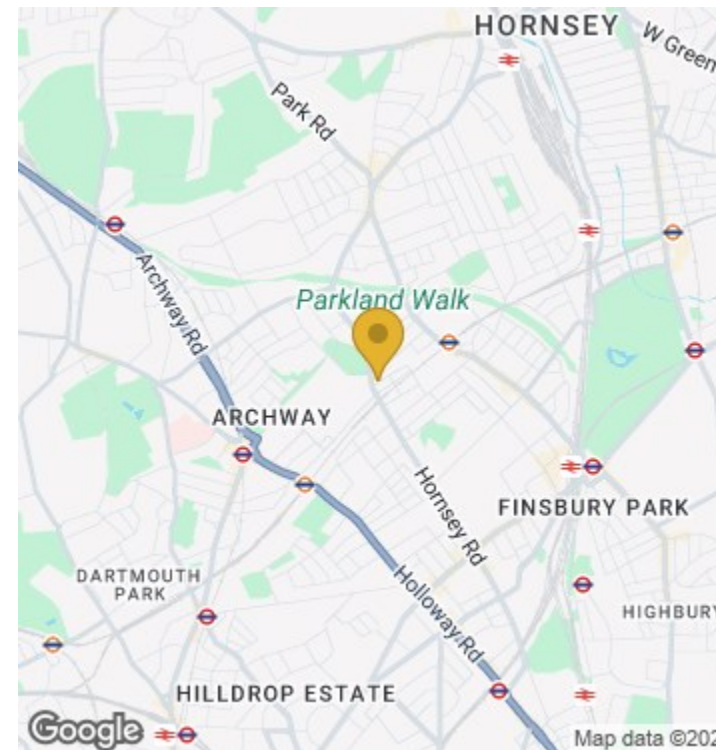 HORNSEY
W Green
Park Rd
Archway Rd
Parkland Walk
ARCHWAY
Hornsey Rd
FINSBURY PARK
DARTMOUTH
PARK
Holloway Rd
HIGHBURY
HILLDROP ESTATE
Google
Map data ©202